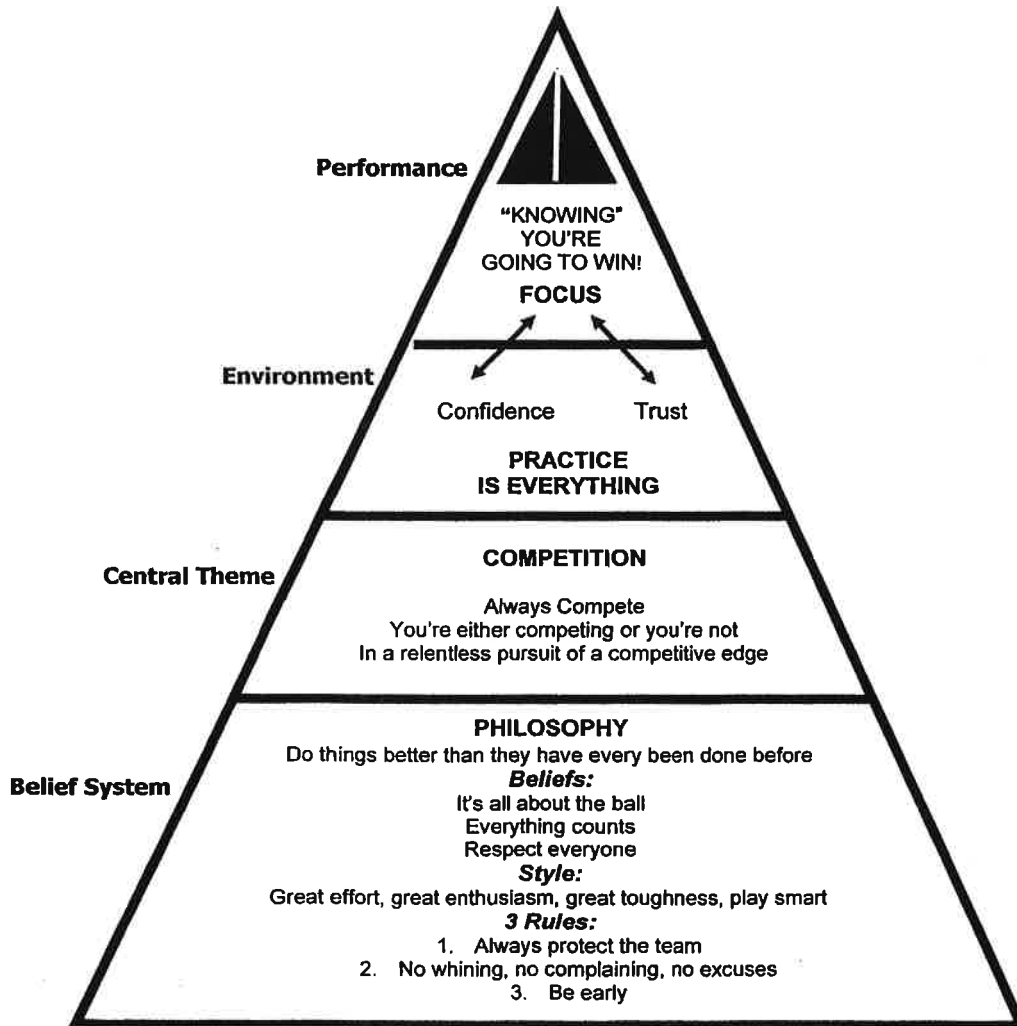 Performance
"KNOWING"
YOU'RE
GOING TO WIN!
FOCUS
Environment
Confidence Trust
PRACTICE
IS EVERYTHING
Central Theme
COMPETITION
Always Compete
You're either competing or you're not
In a relentless pursuit of a competitive edge
Belief System
PHILOSOPHY
Do things better than they have every been done before
Beliefs:
It's all about the ball
Everything counts
Respect everyone
Style:
Great effort, great enthusiasm, great toughness, play smart
3 Rules:
1. Always protect the team
2. No whining, no complaining, no excuses
3. Be early